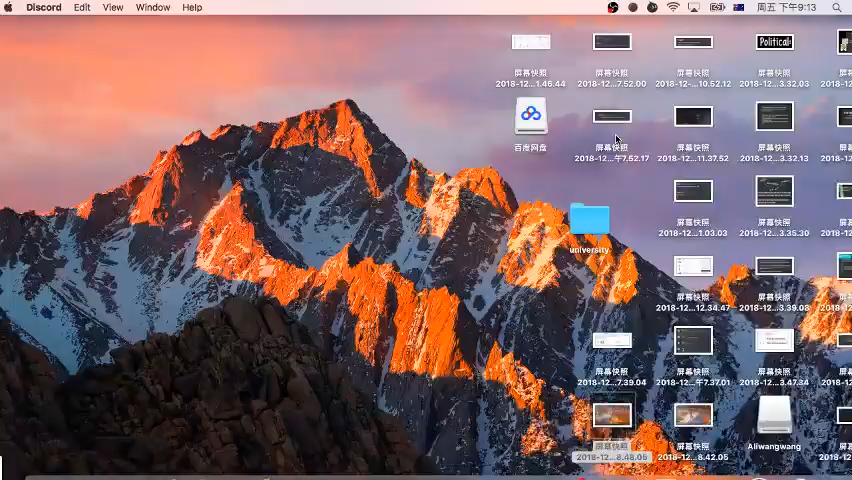 Discord Edit View Window Help 周五 下午9:13
屏幕快照 屏幕快照 屏幕快照 屏幕快照
2018-12...1.46.44 2018-12...7.52.00 2018-12...10.52.12 2018-12...3.32.03 2018-
Political:
百度网盘 屏幕快照 屏幕快照 屏幕快照
2018-12...午7.52.17 2018-12...11.37.52 2018-12...3.32.13 2018-
屏幕快照 屏幕快照
2018-12...1.03.03 2018-12...3.35.30 2018-
university
屏幕快照 屏幕快照
2018-12...12.34.47 2018-12...3.39.08 2018-
屏幕快照 屏幕快照 屏幕快照
2018-12...7.39.04 2018-12...午7.37.01 2018-12...3.47.34 2018-
屏幕快照 屏幕快照 Aliwangwang
2018-12...8.48.05 2018-12...8.42.05 2018-